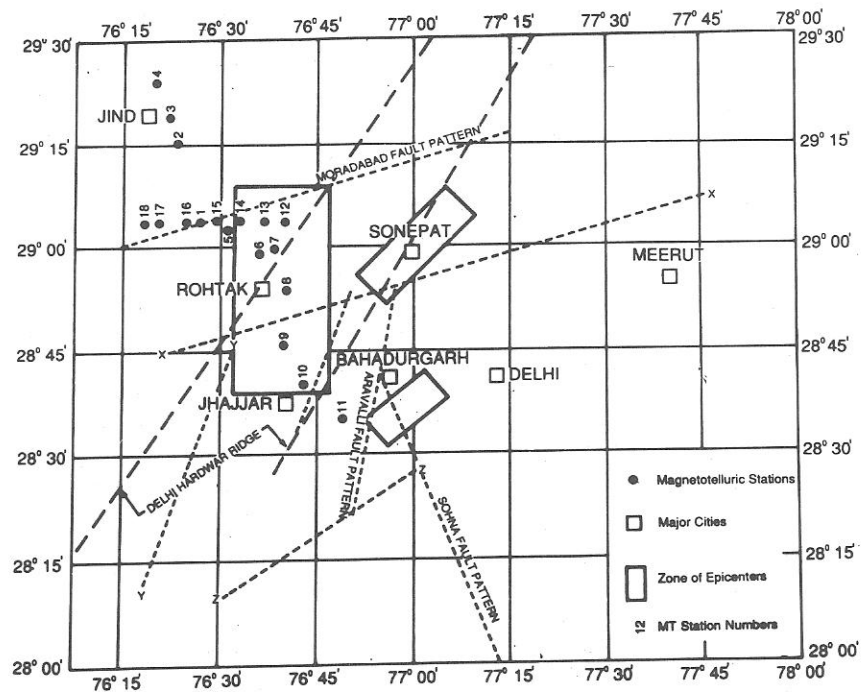 76° 15'
76° 30'
76° 45'
77° 00'
77° 15'
77° 30'
77° 45'
78° 00'
29° 30'
29° 30'
4
JIND
3
2
29° 15'
29° 15'
MORADABAD FAULT PATTERN
18
17
16
1
15
14
13
12
5
X
SONEPAT
6
7
29° 00'
29° 00'
MEERUT
ROHTAK
8
9
Y
28° 45'
28° 45'
X
BAHADURGARH
DELHI
10
JHAJJAR
11
28° 30'
28° 30'
DELHI HARDWAR RIDGE
ARAVALLI FAULT PATTERN
Z
SOHNA FAULT PATTERN
Magnetotelluric Stations
Major Cities
Zone of Epicenters
12 MT Station Numbers
28° 15'
28° 15'
Y
Z
28° 00'
28° 00'
76° 15
76° 30'
76° 45'
77° 00'
77° 15'
77° 30'
77° 45'
78° 00'